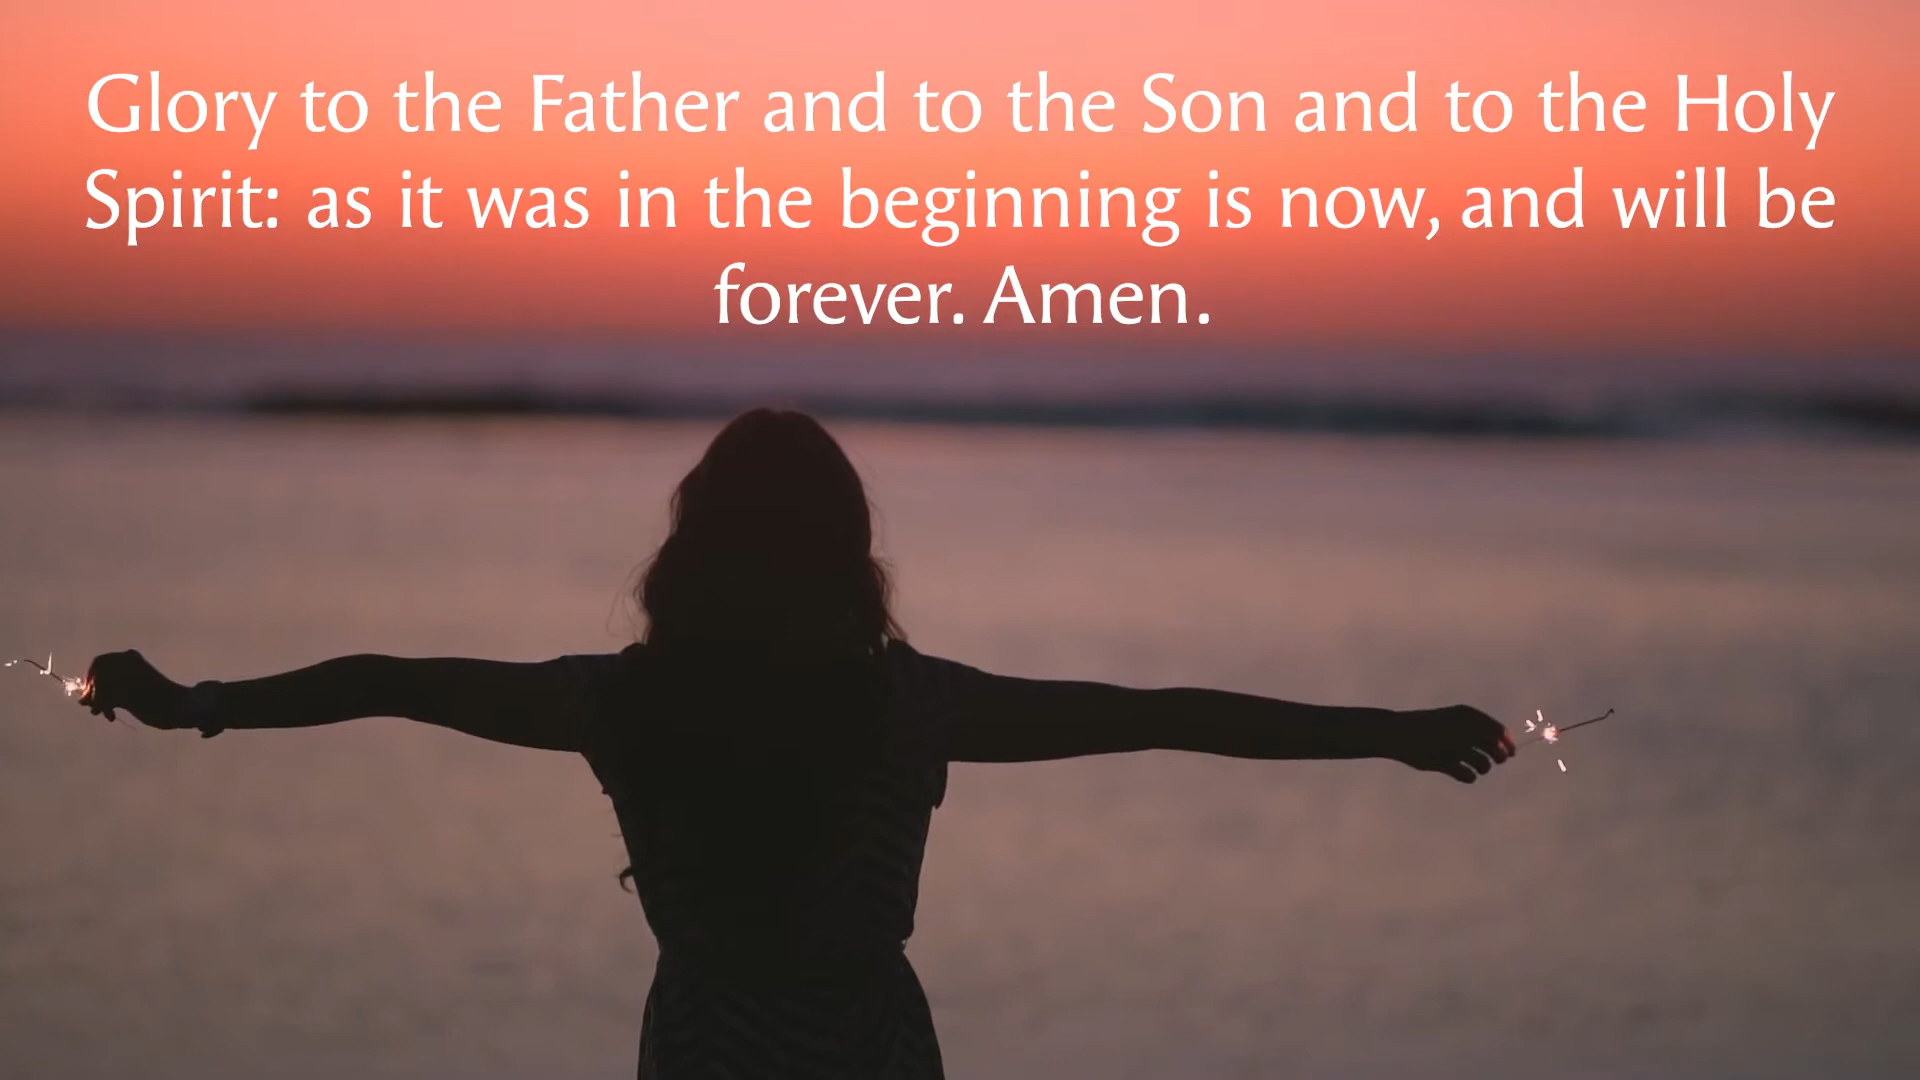 Glory to the Father and to the Son and to the Holy
Spirit: as it was in the beginning is now, and will be
forever. Amen.